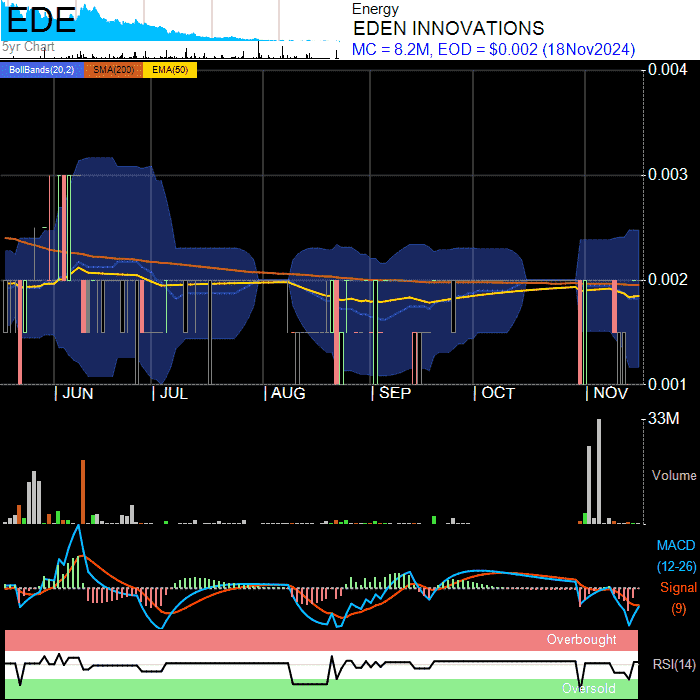 EDE
5yr Chart
Energy
EDEN INNOVATIONS
MC = 8.2M, EOD = $0.002 (18Nov2024)
BollBands(20,2) SMA(200) EMA(50)
0.004
0.003
0.002
0.001
JUN JUL AUG SEP OCT NOV
33M
Volume
MACD
(12-26)
Signal
(9)
Overbought
RSI(14)
Oversold